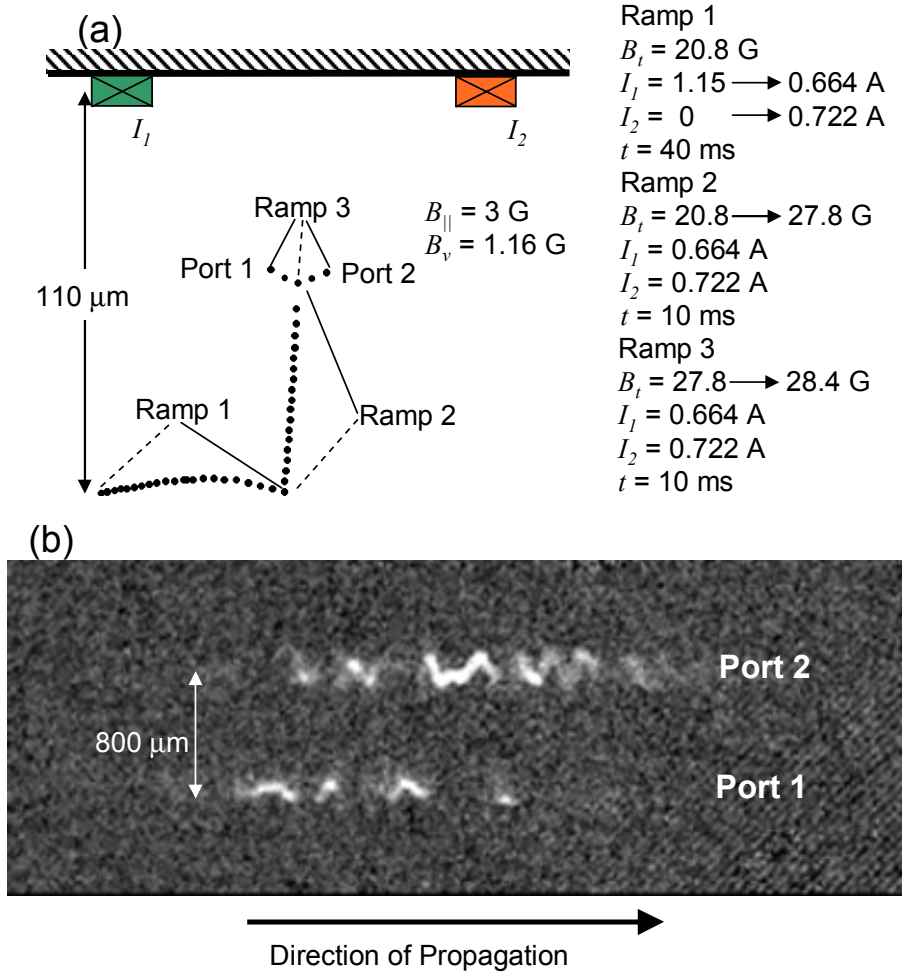 (a)
I1
I2
Ramp 3
B|| = 3 G
Bv = 1.16 G
Port 1
Port 2
110 μm
Ramp 1
Ramp 2
Ramp 1
Bt = 20.8 G
I1 = 1.15 → 0.664 A
I2 = 0 → 0.722 A
t = 40 ms
Ramp 2
Bt = 20.8 → 27.8 G
I1 = 0.664 A
I2 = 0.722 A
t = 10 ms
Ramp 3
Bt = 27.8 → 28.4 G
I1 = 0.664 A
I2 = 0.722 A
t = 10 ms
(b)
Port 2
800 μm
Port 1
Direction of Propagation